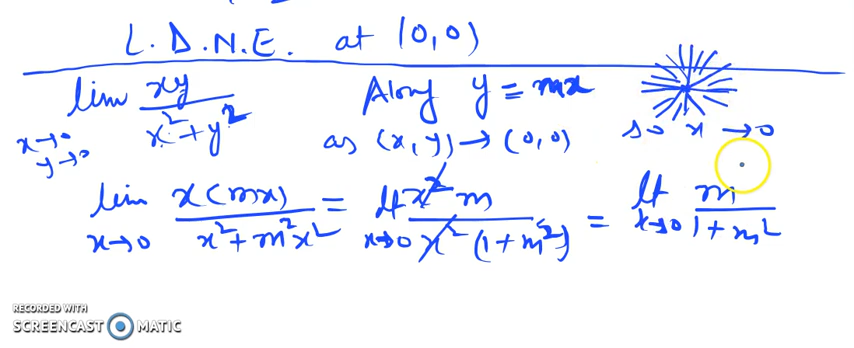 L.D.N.E. at (0,0)
lim xy / x²+y² Along y = mx
x→0 y→0 as (x,y) → (0,0) so x → 0
lim x→0 x(mx) / x²+m²x² = lt x→0 x²m / x²(1+m²) = lt x→0 m / 1+m²
RECORDED WITH
SCREENCAST MATIC